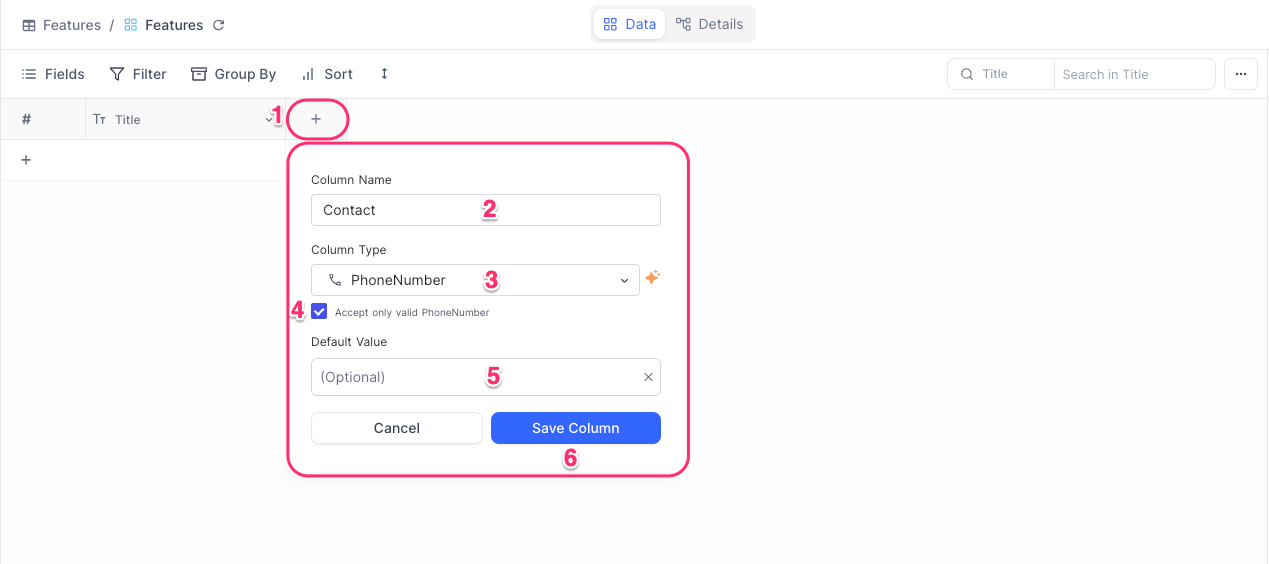 Features / Features
Data Details
Fields Filter Group By Sort
Title Search in Title
# Title 1 +
+
Column Name
Contact 2
Column Type
PhoneNumber 3
4 Accept only valid PhoneNumber
Default Value
(Optional) 5
Cancel Save Column
6